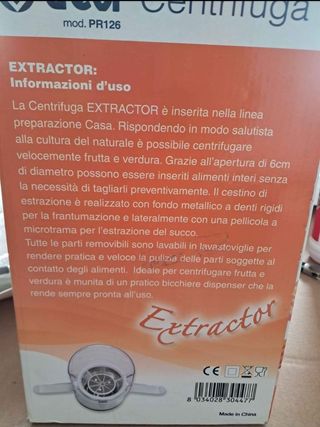 Centrifuga
mod. PR126
EXTRACTOR:
Informazioni d'uso
La Centrifuga EXTRACTOR è inserita nella linea
preparazione Casa. Rispondendo in modo salutista
alla cultura del naturale è possibile centrifugare
velocemente frutta e verdura. Grazie all'apertura di 6cm
di diametro possono essere inseriti alimenti interi senza
la necessità di tagliarli preventivamente. Il cestino di
estrazione è realizzato con fondo metallico a denti rigidi
per la frantumazione e lateralmente con una pellicola a
microtrama per l'estrazione del succo.
Tutte le parti removibili sono lavabili in lavastoviglie per
rendere pratica e veloce la pulizia delle parti soggette al
contatto degli alimenti. Ideale per centrifugare frutta e
verdura è munita di un pratico bicchiere dispenser che la
rende sempre pronta all'uso.
Extractor
CE
8 034028 304477
Made in China